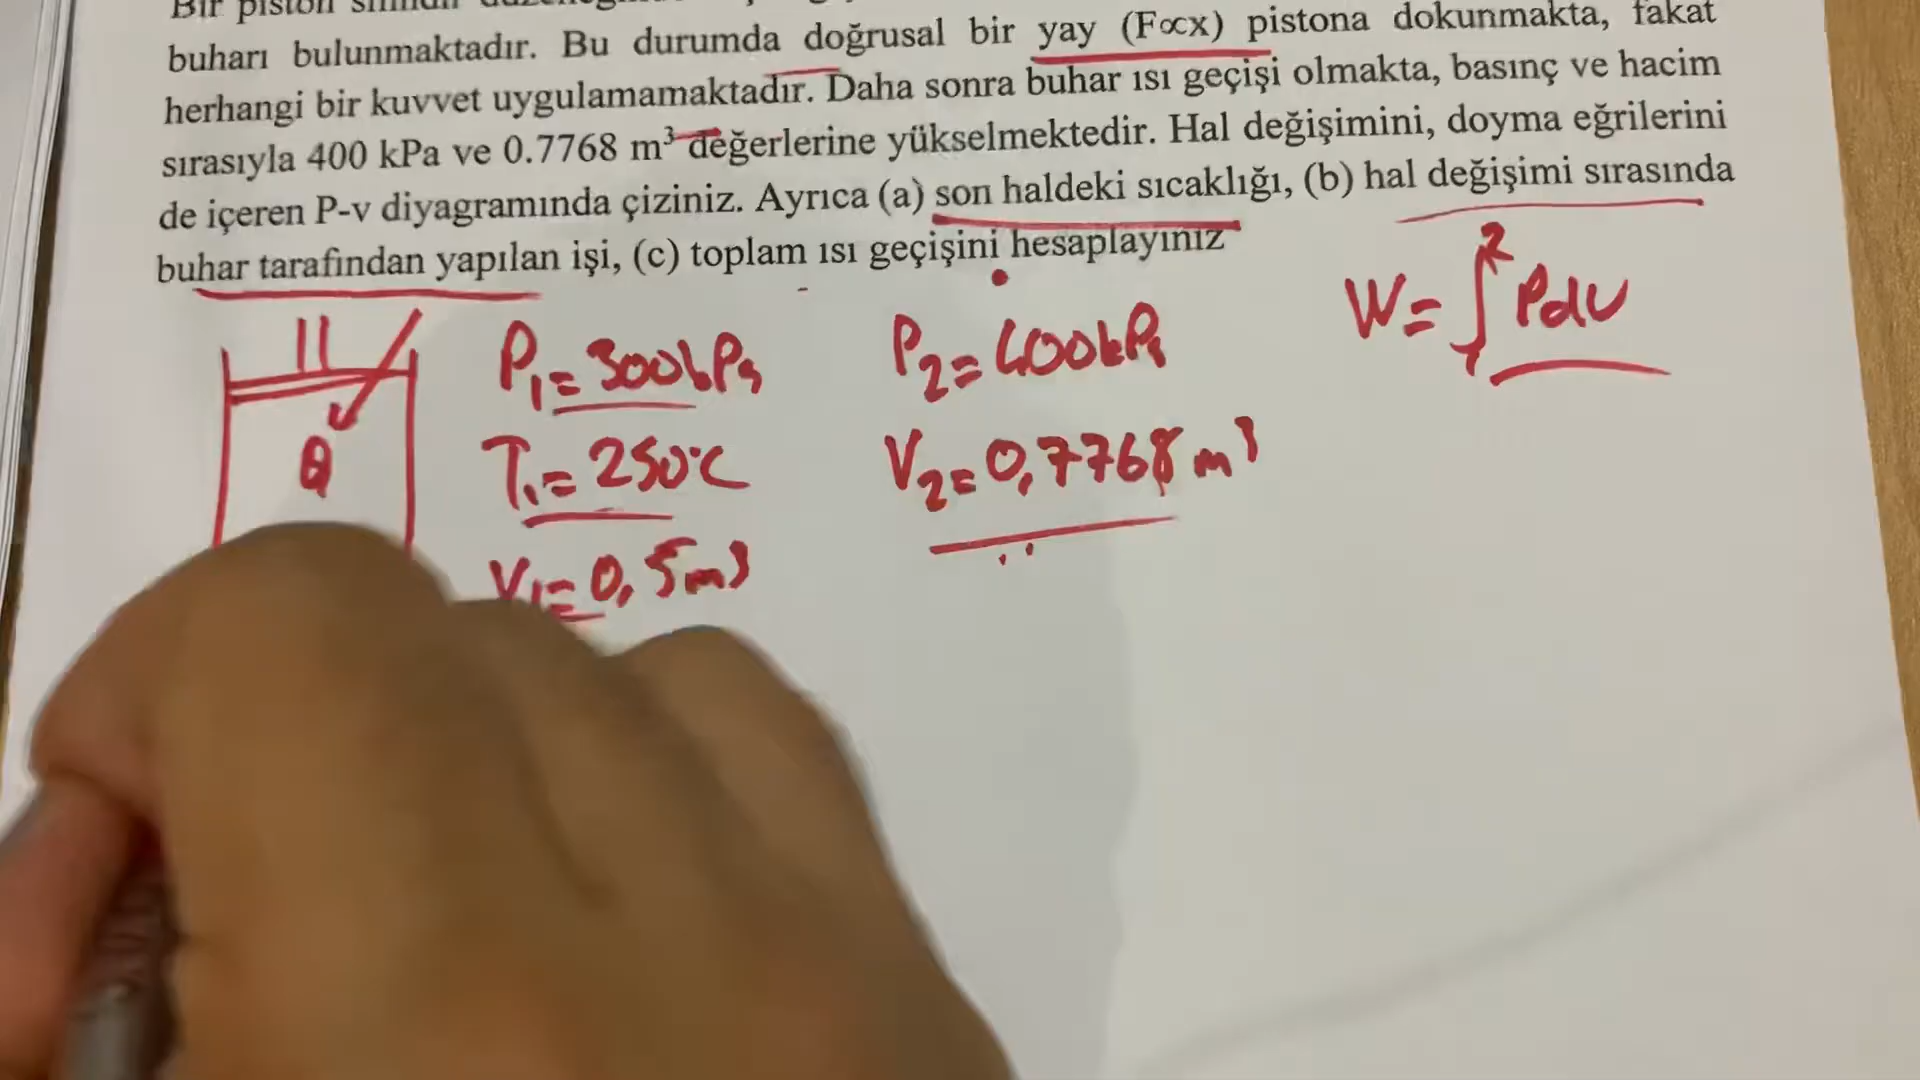 Bir piston
buharı bulunmaktadır. Bu durumda doğrusal bir yay (F∝x) pistona dokunmakta, fakat
herhangi bir kuvvet uygulamamaktadır. Daha sonra buhar ısı geçişi olmakta, basınç ve hacim
sırasıyla 400 kPa ve 0.7768 m³ değerlerine yükselmektedir. Hal değişimini, doyma eğrilerini
de içeren P-v diyagramında çiziniz. Ayrıca (a) son haldeki sıcaklığı, (b) hal değişimi sırasında
buhar tarafından yapılan işi, (c) toplam ısı geçişini hesaplayınız
P₁=300kPa
P₂=400kPa
W=∫₁² PdV
Q
T₁=250°C
V₂=0,7768 m³
V₁=0,5m³